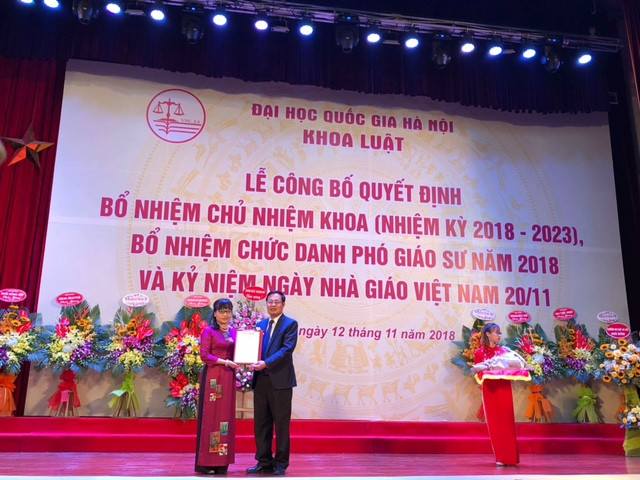 ĐẠI HỌC QUỐC GIA HÀ NỘI
KHOA LUẬT
LỄ CÔNG BỐ QUYẾT ĐỊNH
BỔ NHIỆM CHỦ NHIỆM KHOA (NHIỆM KỲ 2018 - 2023),
BỔ NHIỆM CHỨC DANH PHÓ GIÁO SƯ NĂM 2018
VÀ KỶ NIỆM NGÀY NHÀ GIÁO VIỆT NAM 20/11
ngày 12 tháng 11 năm 2018